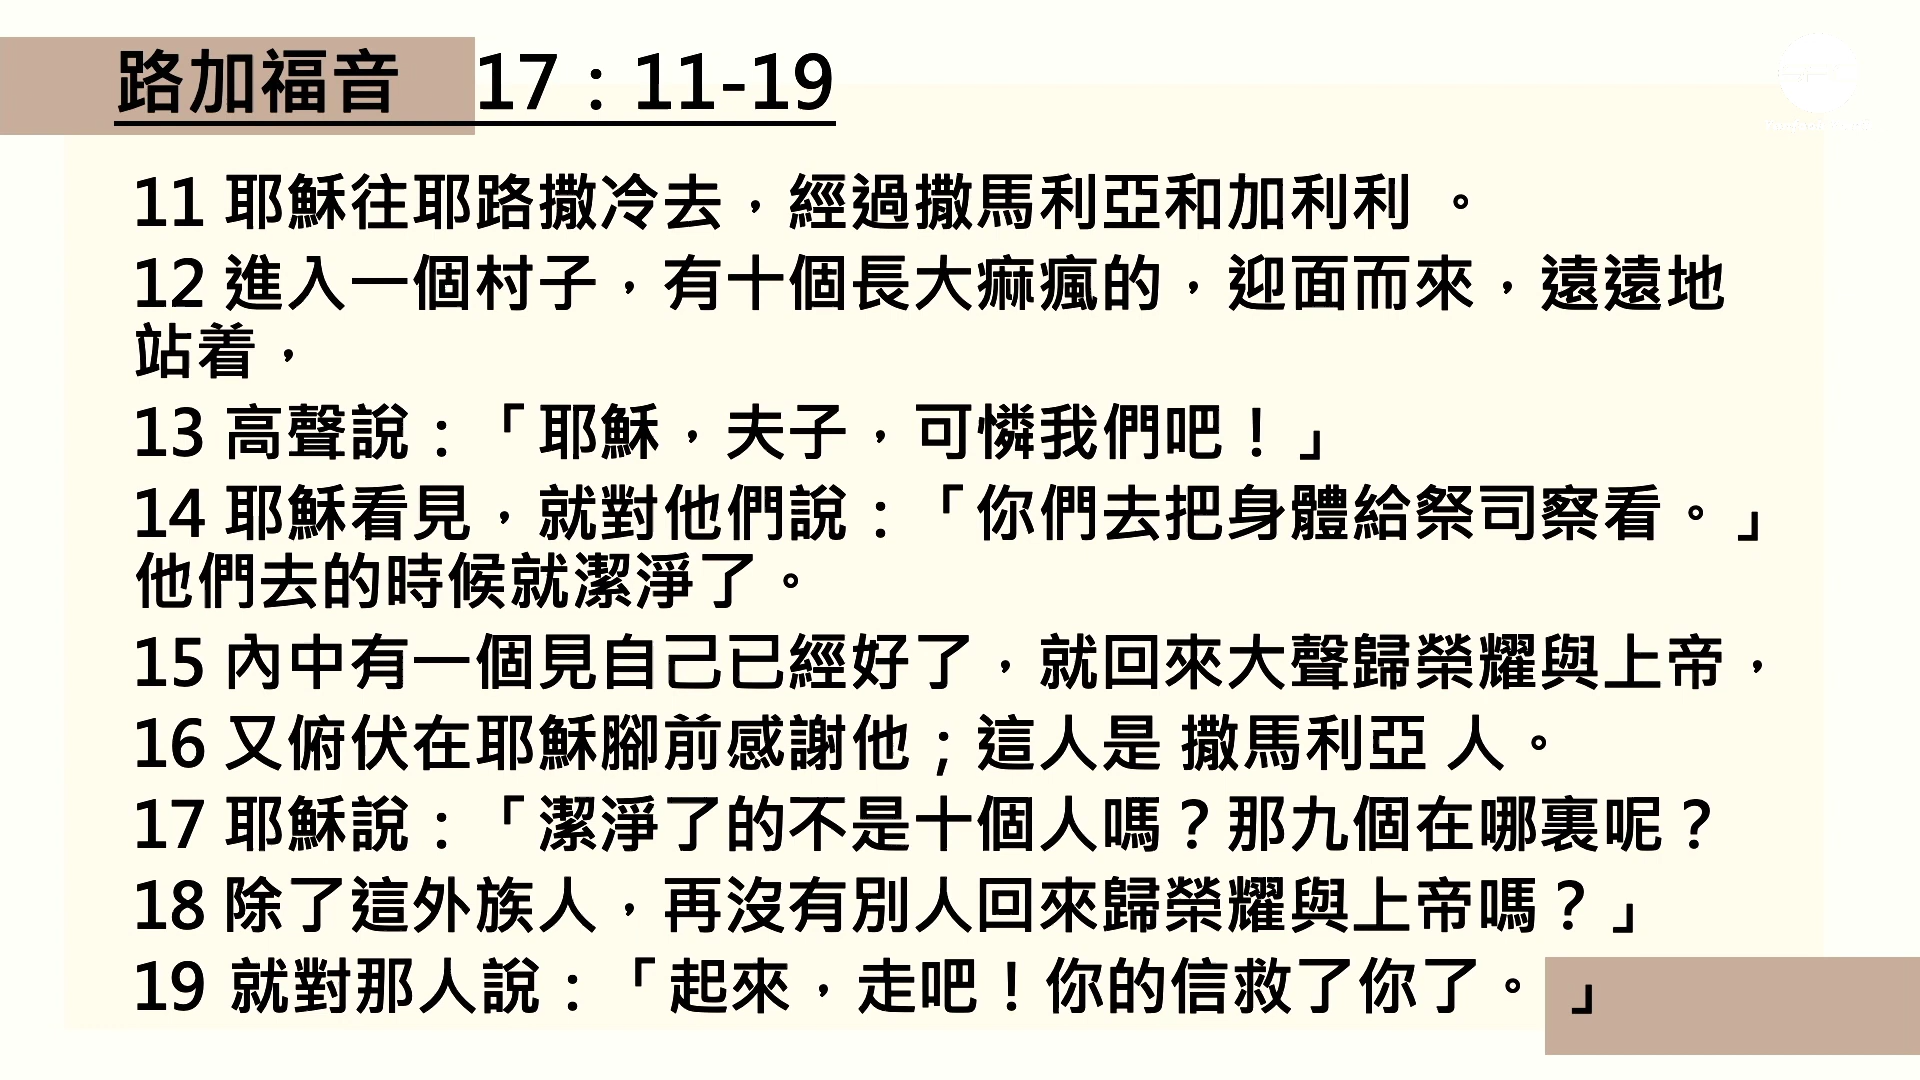 路加福音　17：11-19
11 耶穌往耶路撒冷去，經過撒馬利亞和加利利 。
12 進入一個村子，有十個長大痲瘋的，迎面而來，遠遠地
站着，
13 高聲說：「耶穌，夫子，可憐我們吧！」
14 耶穌看見，就對他們說：「你們去把身體給祭司察看。」
他們去的時候就潔淨了。
15 內中有一個見自己已經好了，就回來大聲歸榮耀與上帝，
16 又俯伏在耶穌腳前感謝他；這人是 撒馬利亞 人。
17 耶穌說：「潔淨了的不是十個人嗎？那九個在哪裏呢？
18 除了這外族人，再沒有別人回來歸榮耀與上帝嗎？」
19 就對那人說：「起來，走吧！你的信救了你了。 」